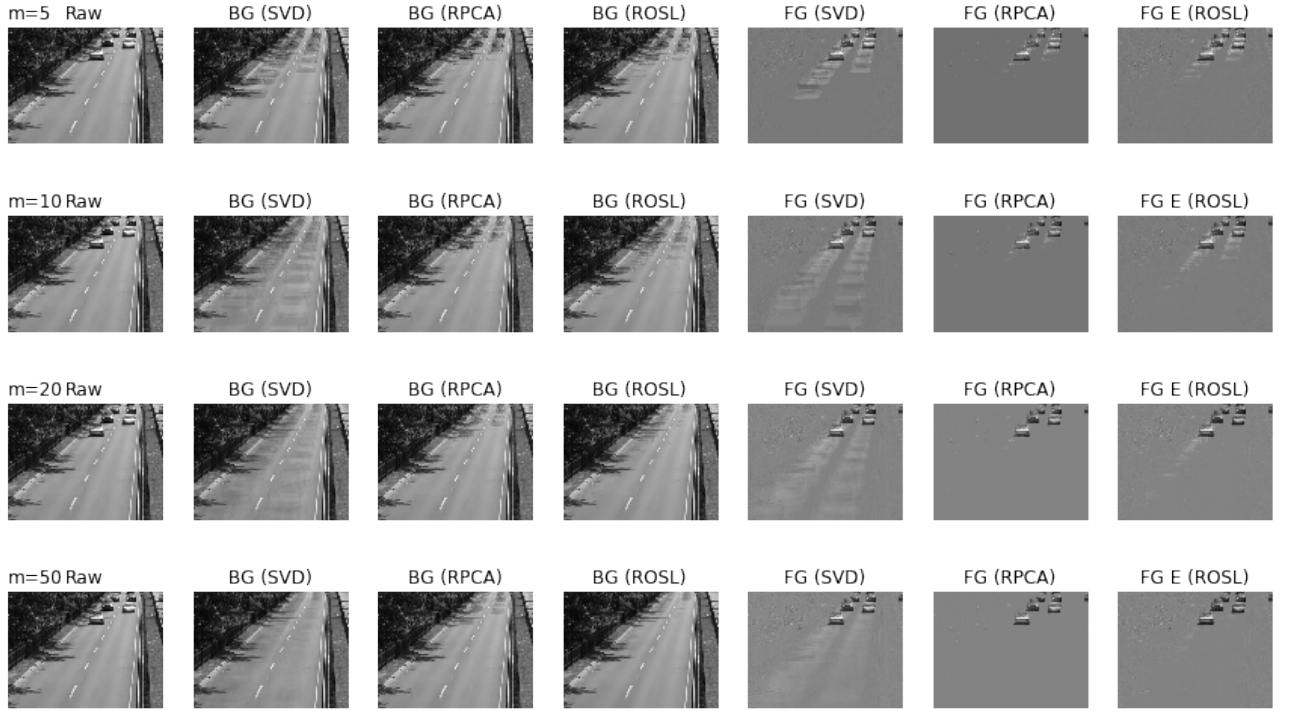 m=5 Raw BG (SVD) BG (RPCA) BG (ROSL) FG (SVD) FG (RPCA) FG E (ROSL)
m=10 Raw BG (SVD) BG (RPCA) BG (ROSL) FG (SVD) FG (RPCA) FG E (ROSL)
m=20 Raw BG (SVD) BG (RPCA) BG (ROSL) FG (SVD) FG (RPCA) FG E (ROSL)
m=50 Raw BG (SVD) BG (RPCA) BG (ROSL) FG (SVD) FG (RPCA) FG E (ROSL)